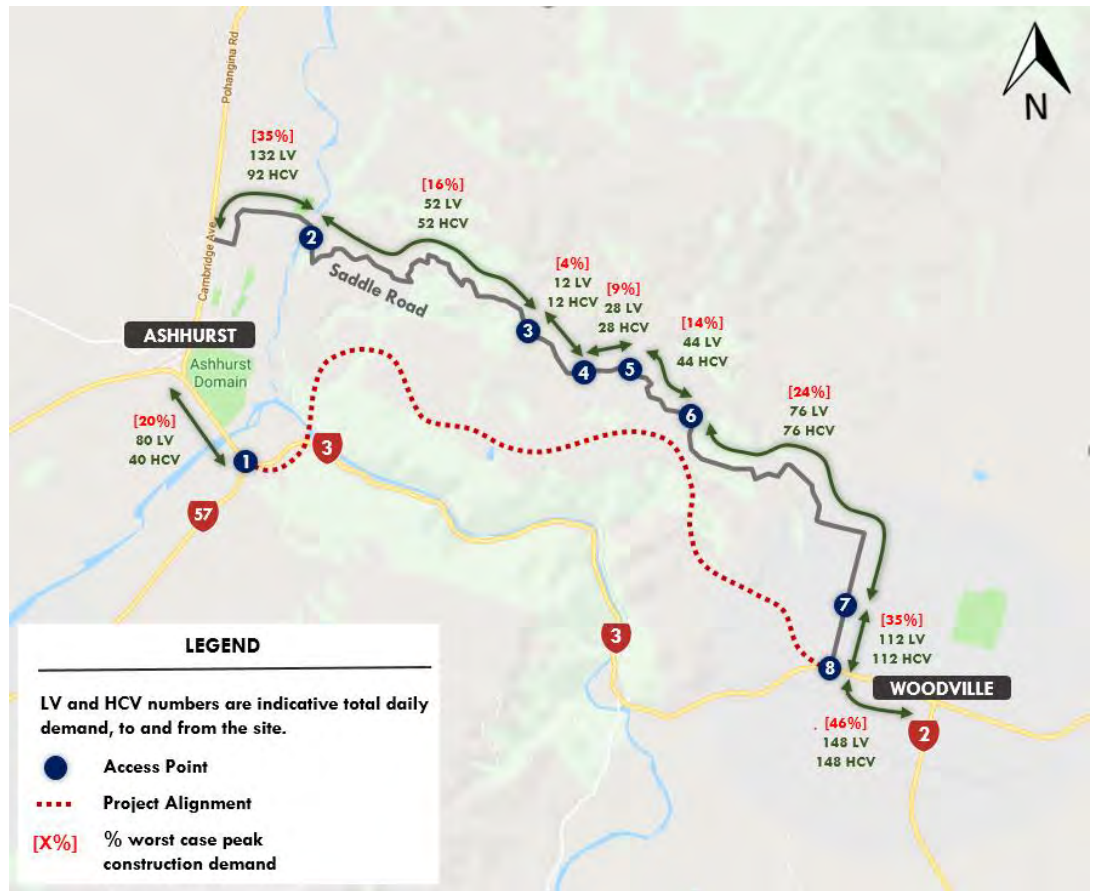 N
Pohangina Rd
[35%]
132 LV
92 HCV
[16%]
52 LV
52 HCV
Cambridge Ave
2
Saddle Road
[4%]
12 LV
12 HCV
[9%]
28 LV
28 HCV
3
[14%]
44 LV
44 HCV
ASHHURST
Ashhurst
Domain
4
5
6
[24%]
76 LV
76 HCV
[20%]
80 LV
40 HCV
1
3
57
7
[35%]
112 LV
112 HCV
3
8
WOODVILLE
[46%]
148 LV
148 HCV
2
LEGEND
LV and HCV numbers are indicative total daily
demand, to and from the site.
Access Point
Project Alignment
[X%] % worst case peak
construction demand